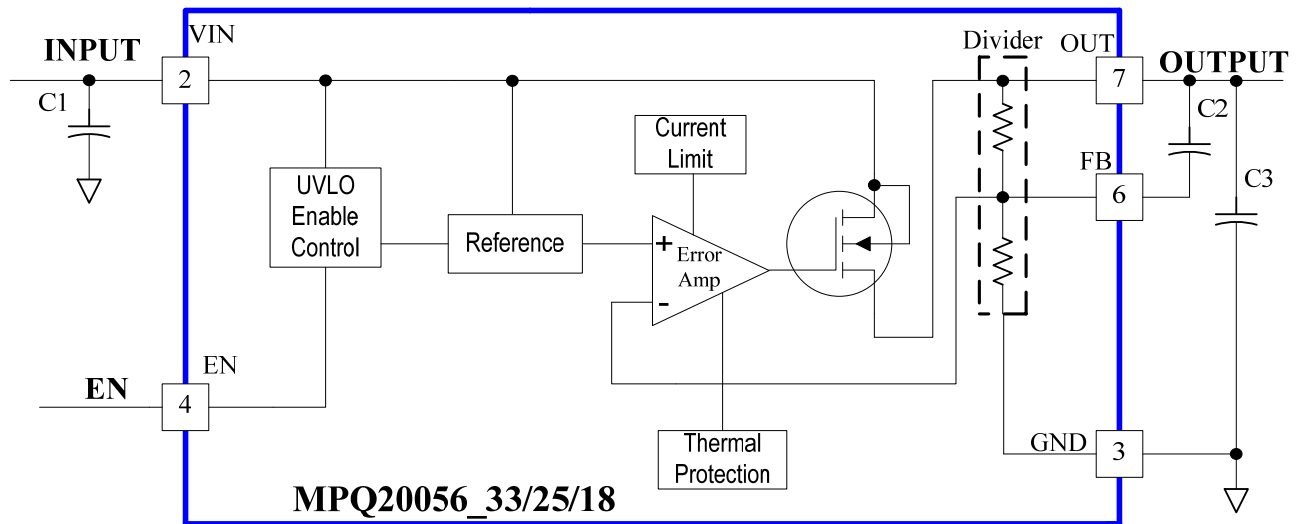 INPUT
VIN
2
C1
Divider
OUT
7
OUTPUT
C2
FB
6
C3
Current
Limit
UVLO
Enable
Control
Reference
+
Error
Amp
-
EN
EN
4
Thermal
Protection
GND
3
MPQ20056_33/25/18